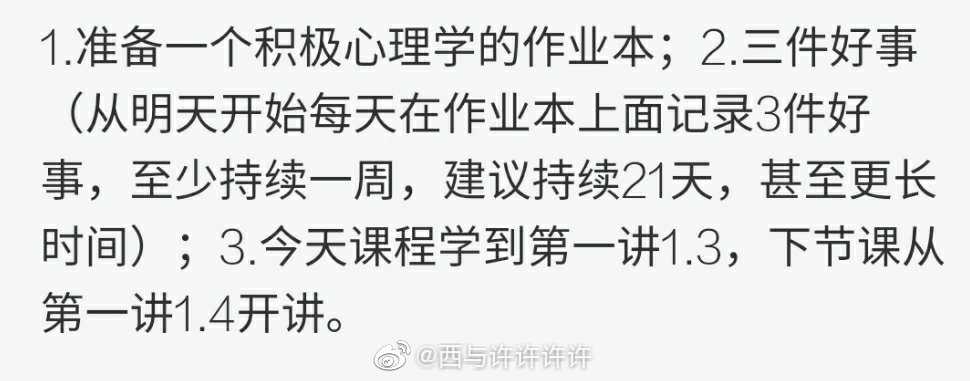 1.准备一个积极心理学的作业本；2.三件好事
（从明天开始每天在作业本上面记录3件好
事，至少持续一周，建议持续21天，甚至更长
时间）；3.今天课程学到第一讲1.3，下节课从
第一讲1.4开讲。
@西与许许许许